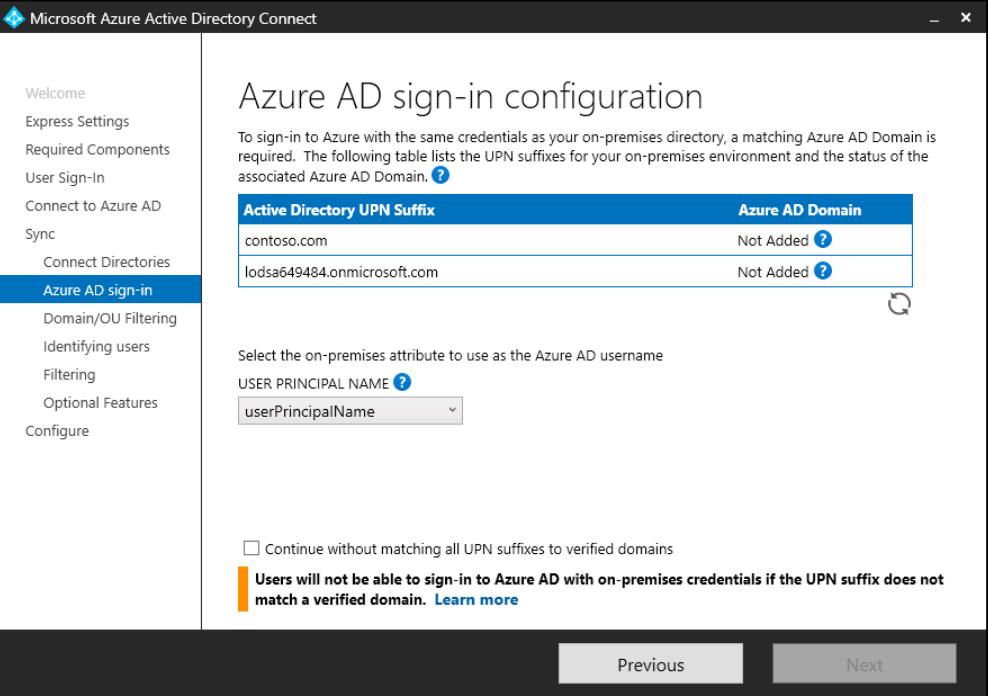 Microsoft Azure Active Directory Connect
Welcome
Express Settings
Required Components
User Sign-In
Connect to Azure AD
Sync
Connect Directories
Azure AD sign-in
Domain/OU Filtering
Identifying users
Filtering
Optional Features
Configure
Azure AD sign-in configuration
To sign-in to Azure with the same credentials as your on-premises directory, a matching Azure AD Domain is
required. The following table lists the UPN suffixes for your on-premises environment and the status of the
associated Azure AD Domain. ?
Active Directory UPN Suffix Azure AD Domain
contoso.com Not Added ?
lodsa649484.onmicrosoft.com Not Added ?
Select the on-premises attribute to use as the Azure AD username
USER PRINCIPAL NAME ?
userPrincipalName
Continue without matching all UPN suffixes to verified domains
Users will not be able to sign-in to Azure AD with on-premises credentials if the UPN suffix does not
match a verified domain. Learn more
Previous Next